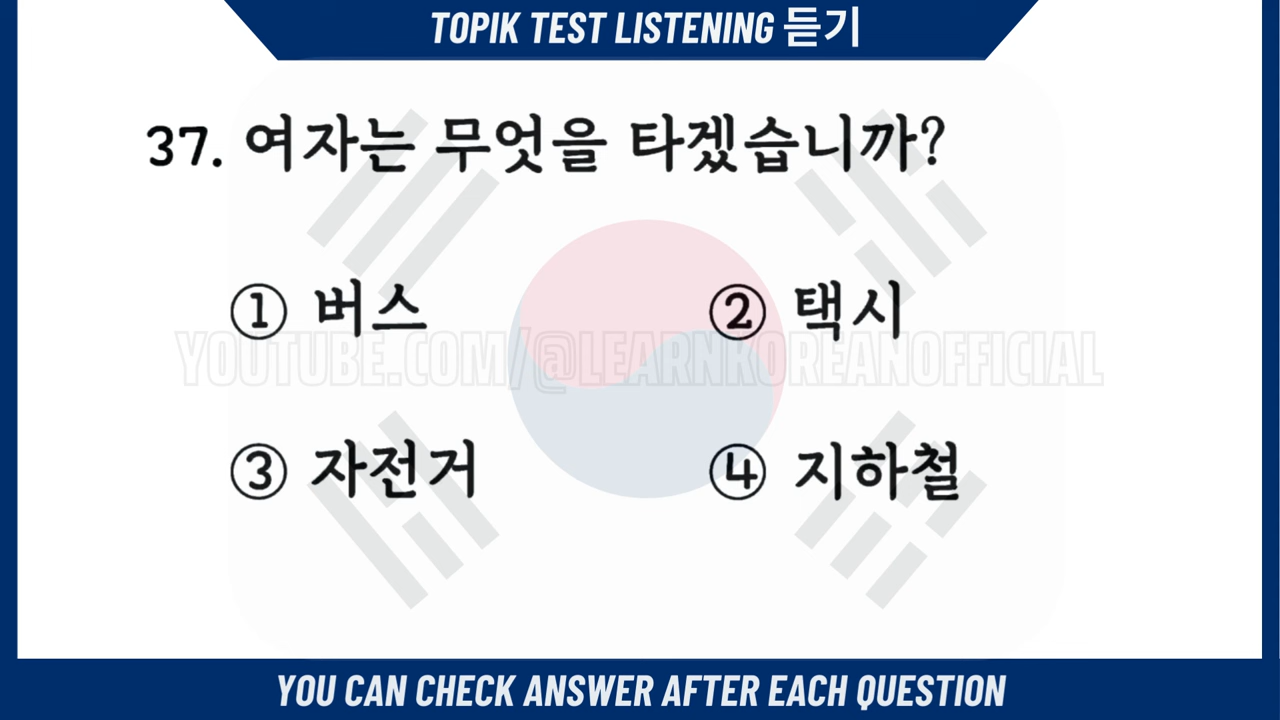 TOPIK TEST LISTENING 듣기
37. 여자는 무엇을 타겠습니까?
① 버스 ② 택시
YOUTUBE.COM/@LEARNKOREANOFFICIAL
③ 자전거 ④ 지하철
YOU CAN CHECK ANSWER AFTER EACH QUESTION